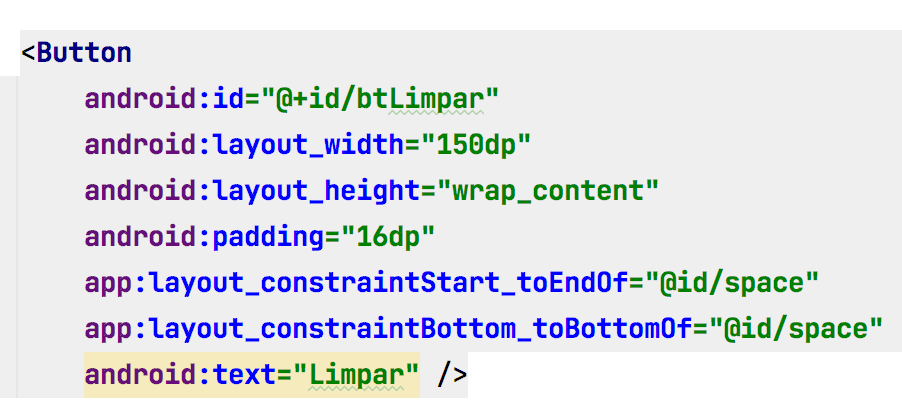 <Button
android:id="@+id/btLimpar"
android:layout_width="150dp"
android:layout_height="wrap_content"
android:padding="16dp"
app:layout_constraintStart_toEndOf="@id/space"
app:layout_constraintBottom_toBottomOf="@id/space"
android:text="Limpar" />